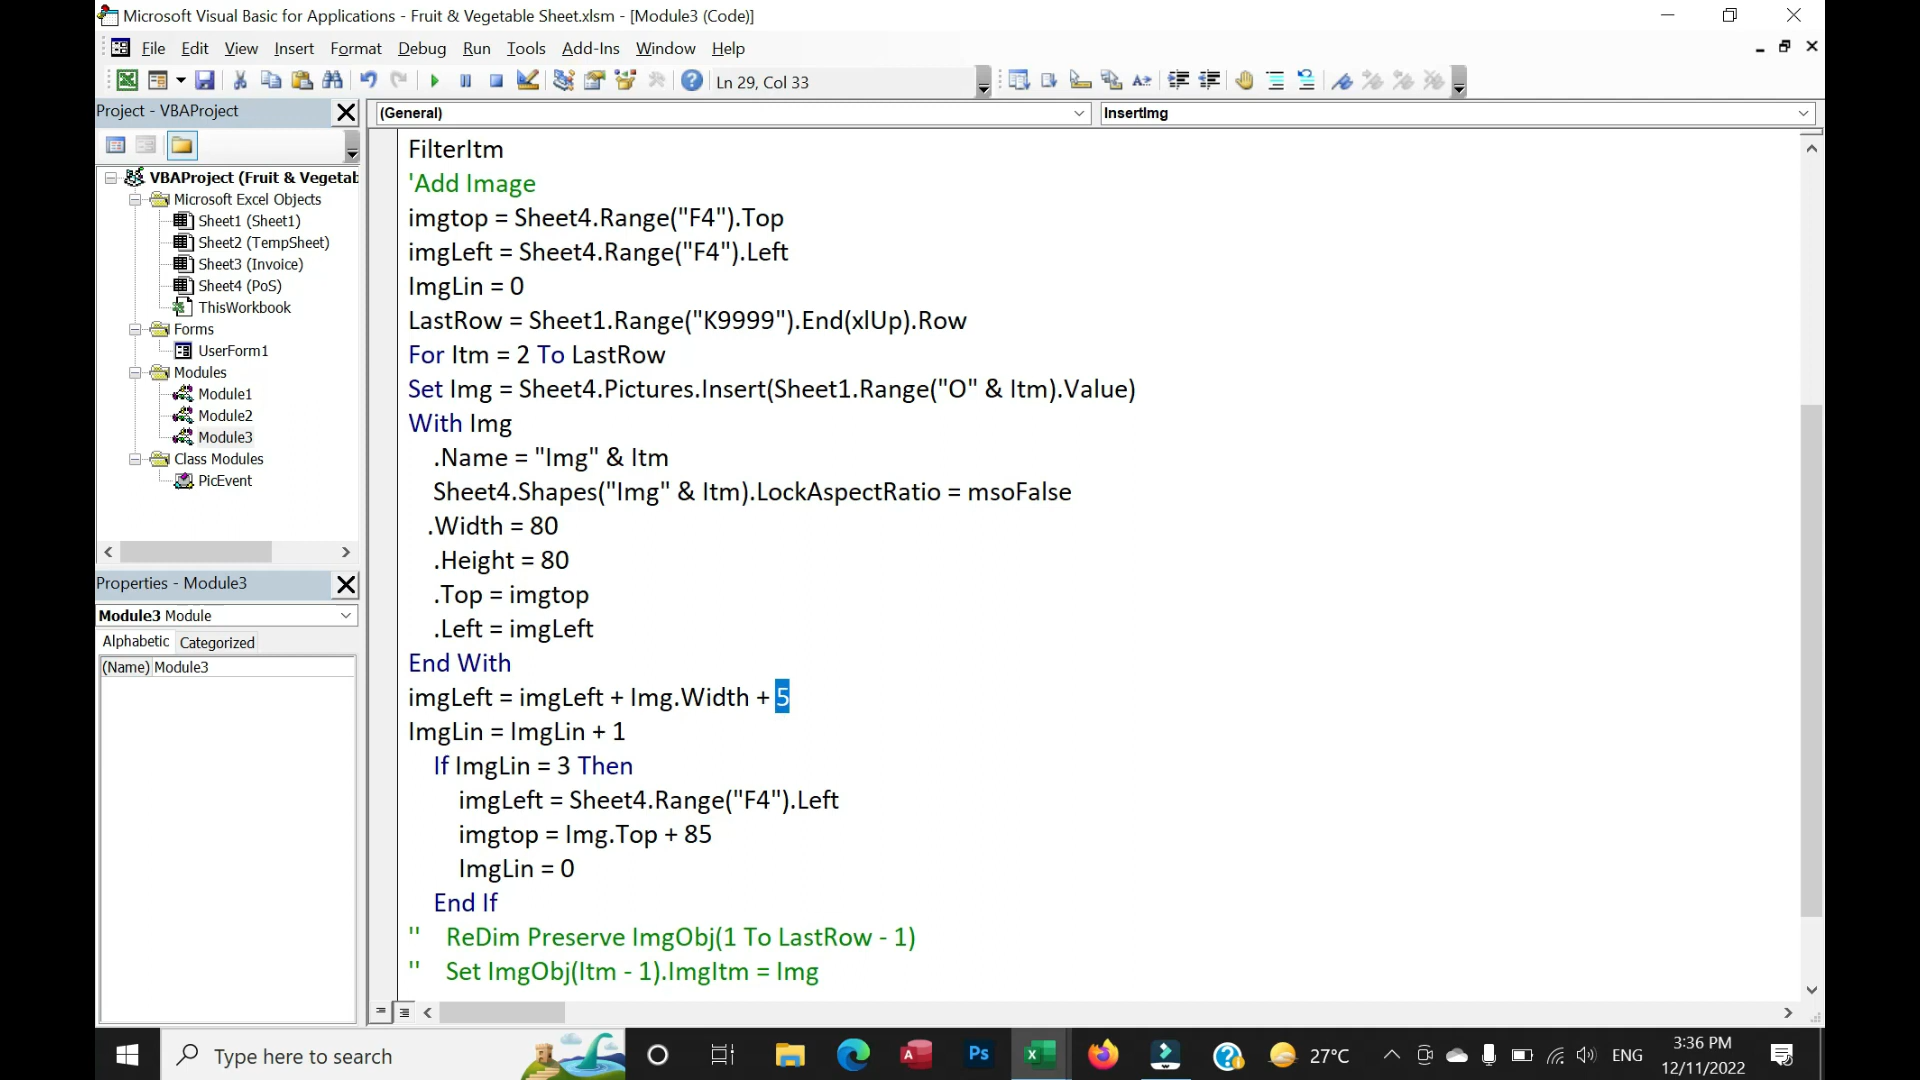 Microsoft Visual Basic for Applications - Fruit & Vegetable Sheet.xlsm - [Module3 (Code)]
File Edit View Insert Format Debug Run Tools Add-Ins Window Help
Ln 29, Col 33
Project - VBAProject
(General)
InsertImg
VBAProject (Fruit & Vegetab
Microsoft Excel Objects
Sheet1 (Sheet1)
Sheet2 (TempSheet)
Sheet3 (Invoice)
Sheet4 (PoS)
ThisWorkbook
Forms
UserForm1
Modules
Module1
Module2
Module3
Class Modules
PicEvent
Properties - Module3
Module3 Module
Alphabetic Categorized
(Name) Module3
FilterItm
'Add Image
imgtop = Sheet4.Range("F4").Top
imgLeft = Sheet4.Range("F4").Left
ImgLin = 0
LastRow = Sheet1.Range("K9999").End(xlUp).Row
For Itm = 2 To LastRow
Set Img = Sheet4.Pictures.Insert(Sheet1.Range("O" & Itm).Value)
With Img
.Name = "Img" & Itm
Sheet4.Shapes("Img" & Itm).LockAspectRatio = msoFalse
.Width = 80
.Height = 80
.Top = imgtop
.Left = imgLeft
End With
imgLeft = imgLeft + Img.Width + 5
ImgLin = ImgLin + 1
If ImgLin = 3 Then
imgLeft = Sheet4.Range("F4").Left
imgtop = Img.Top + 85
ImgLin = 0
End If
'' ReDim Preserve ImgObj(1 To LastRow - 1)
'' Set ImgObj(Itm - 1).ImgItm = Img
Type here to search
27°C
ENG
3:36 PM
12/11/2022